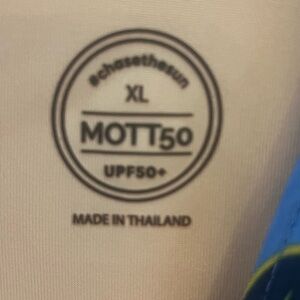 #chasethesun
XL
MOTT50
UPF50+
MADE IN THAILAND